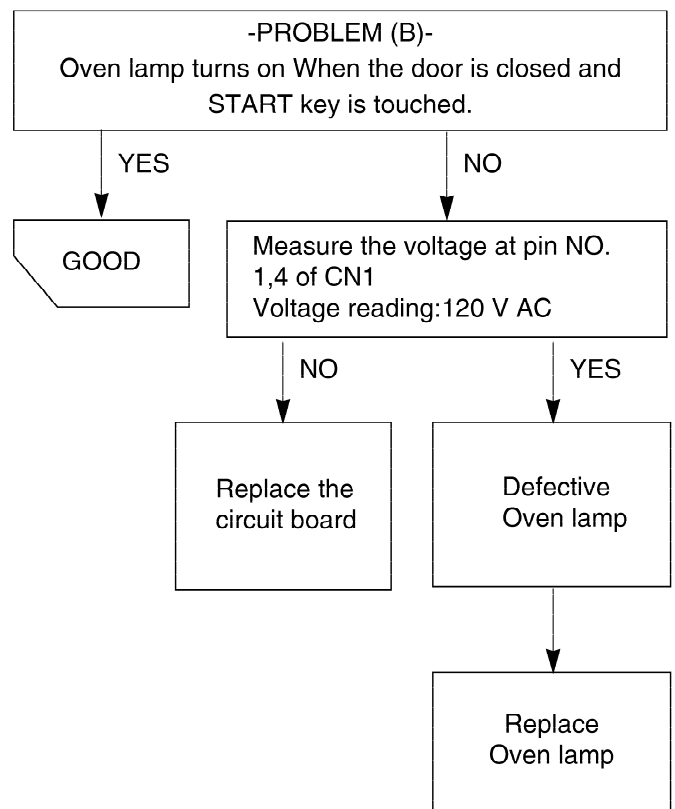 -PROBLEM (B)-
Oven lamp turns on When the door is closed and
START key is touched.
YES
NO
GOOD
Measure the voltage at pin NO.
1,4 of CN1
Voltage reading:120 V AC
NO
YES
Replace the
circuit board
Defective
Oven lamp
Replace
Oven lamp